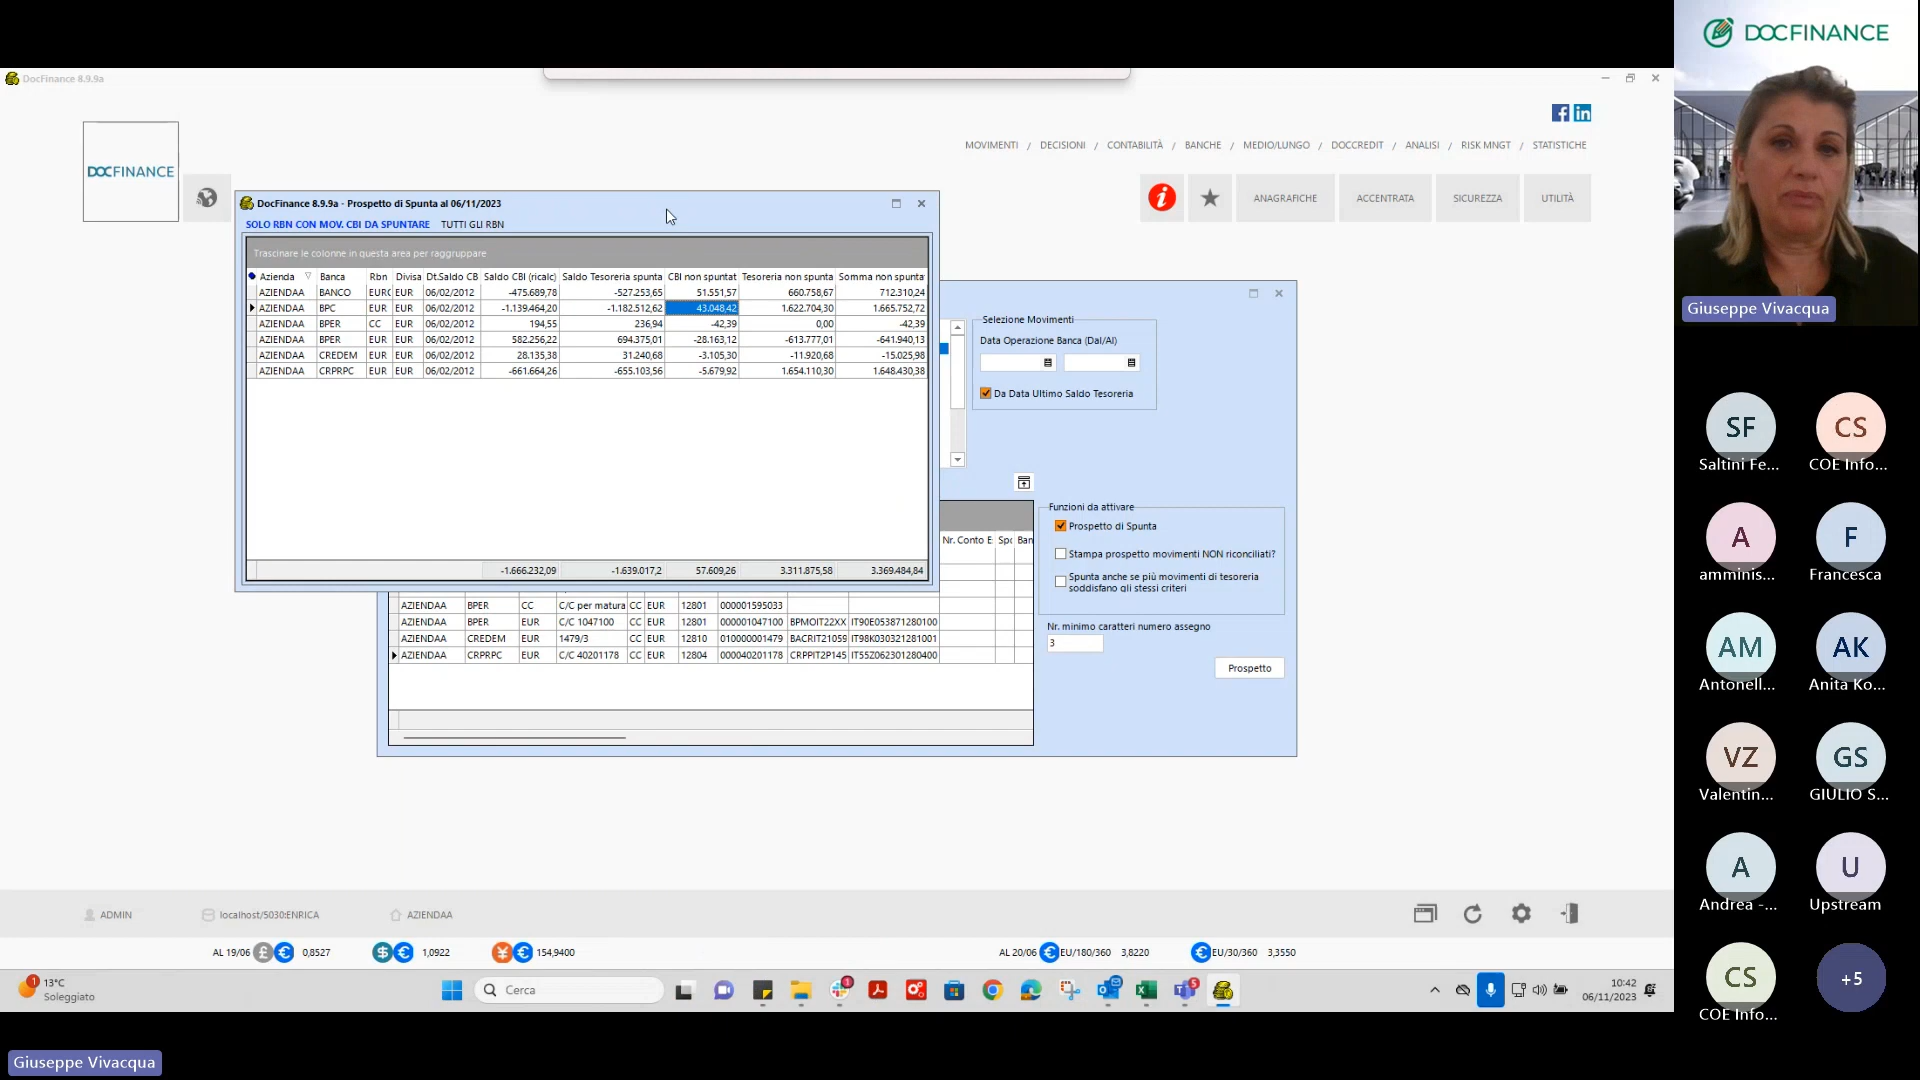 DOCFINANCE
DocFinance 8.9.9a
MOVIMENTI / DECISIONI / CONTABILITÀ / BANCHE / MEDIO/LUNGO / DOCCREDIT / ANALISI / RISK MNGT / STATISTICHE
DOCFINANCE
ANAGRAFICHE ACCENTRATA SICUREZZA UTILITÀ
DocFinance 8.9.9a - Prospetto di Spunta al 06/11/2023
SOLO RBN CON MOV. CBI DA SPUNTARE TUTTI GLI RBN
Trascinare le colonne in questa area per raggruppare
Azienda Banca Rbn Divisa Dt.Saldo CB Saldo CBI (ricalc) Saldo Tesoreria spunta CBI non spuntat Tesoreria non spunta Somma non spunta
AZIENDAA BANCO EURC EUR 06/02/2012 -475.689,78 -527.253,65 51.551,57 660.758,67 712.310,24
AZIENDAA BPC EUR EUR 06/02/2012 -1.139.464,20 -1.182.512,62 43.048,42 1.622.704,30 1.665.752,72
AZIENDAA BPER CC EUR 06/02/2012 194,55 236,94 -42,39 0,00 -42,39
AZIENDAA BPER EUR EUR 06/02/2012 582.256,22 694.375,01 -28.163,12 -613.777,01 -641.940,13
AZIENDAA CREDEM EUR EUR 06/02/2012 28.135,38 31.240,68 -3.105,30 -11.920,68 -15.025,98
AZIENDAA CRPRPC EUR EUR 06/02/2012 -661.664,26 -655.103,56 -5.679,92 1.654.110,30 1.648.430,38
-1.666.232,09 -1.639.017,2 57.609,26 3.311.875,58 3.369.484,84
Selezione Movimenti
Data Operazione Banca (Dal/Al)
Da Data Ultimo Saldo Tesoreria
Funzioni da attivare
Prospetto di Spunta
Stampa prospetto movimenti NON riconciliati?
Spunta anche se più movimenti di tesoreria
soddisfano gli stessi criteri
Nr. minimo caratteri numero assegno
3
Prospetto
Nr. Conto E Spc Ban
AZIENDAA BPER CC C/C per matura CC EUR 12801 000001595033
AZIENDAA BPER EUR C/C 1047100 CC EUR 12801 000001047100 BPMOIT22XX IT90E053871280100
AZIENDAA CREDEM EUR 1479/3 CC EUR 12810 010000001479 BACRIT21059 IT98K030321281001
AZIENDAA CRPRPC EUR C/C 40201178 CC EUR 12804 000040201178 CRPPIT2P145 IT55Z062301280400
ADMIN localhost/5030:ENRICA AZIENDAA
AL 19/06 0,8527 1,0922 154,9400 AL 20/06 EU/180/360 3,8220 EU/30/360 3,3550
13°C
Soleggiato
Cerca
10:42
06/11/2023
Giuseppe Vivacqua
DOCFINANCE
Giuseppe Vivacqua
SF CS
Saltini Fe... COE Info...
A F
amminis... Francesca
AM AK
Antonell... Anita Ko...
VZ GS
Valentin... GIULIO S...
A U
Andrea -... Upstream
CS +5
COE Info...